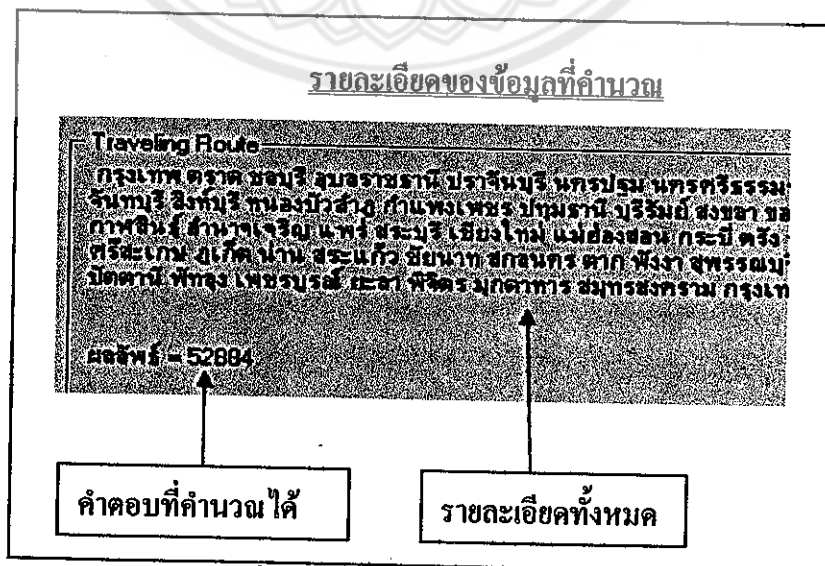 รายละเอียดของข้อมูลที่คำนวณ
Traveling Route
กรุงเทพ ตราด ชลบุรี อุบลราชธานี ปราจีนบุรี นครปฐม นครศรีธรรม
จันทบุรี สิงห์บุรี หนองบัวลำภู กำแพงเพชร ปทุมธานี บุรีรัมย์ สงขลา ขอ
กาฬสินธุ์ อำนาจเจริญ แพร่ สระบุรี เชียงใหม่ แม่ฮ่องสอน กระบี่ ตรัง
ศรีสะเกษ ภูเก็ต น่าน สระแก้ว ชัยนาท สกลนคร ตาก พังงา สุพรรณบุ
ปัตตานี พัทลุง เพชรบูรณ์ ยะลา พิจิตร มุกดาหาร สมุทรสงคราม กรุงเท
ผลลัพธ์ = 52884
คำตอบที่คำนวณได้
รายละเอียดทั้งหมด